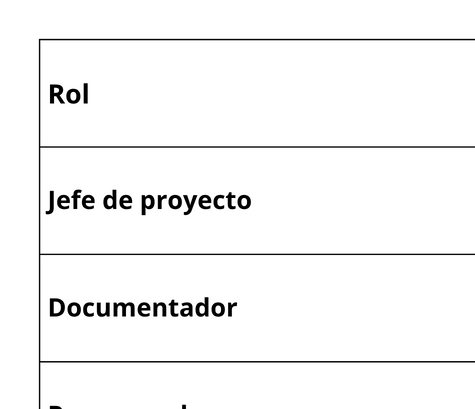 Rol
Jefe de proyecto
Documentador